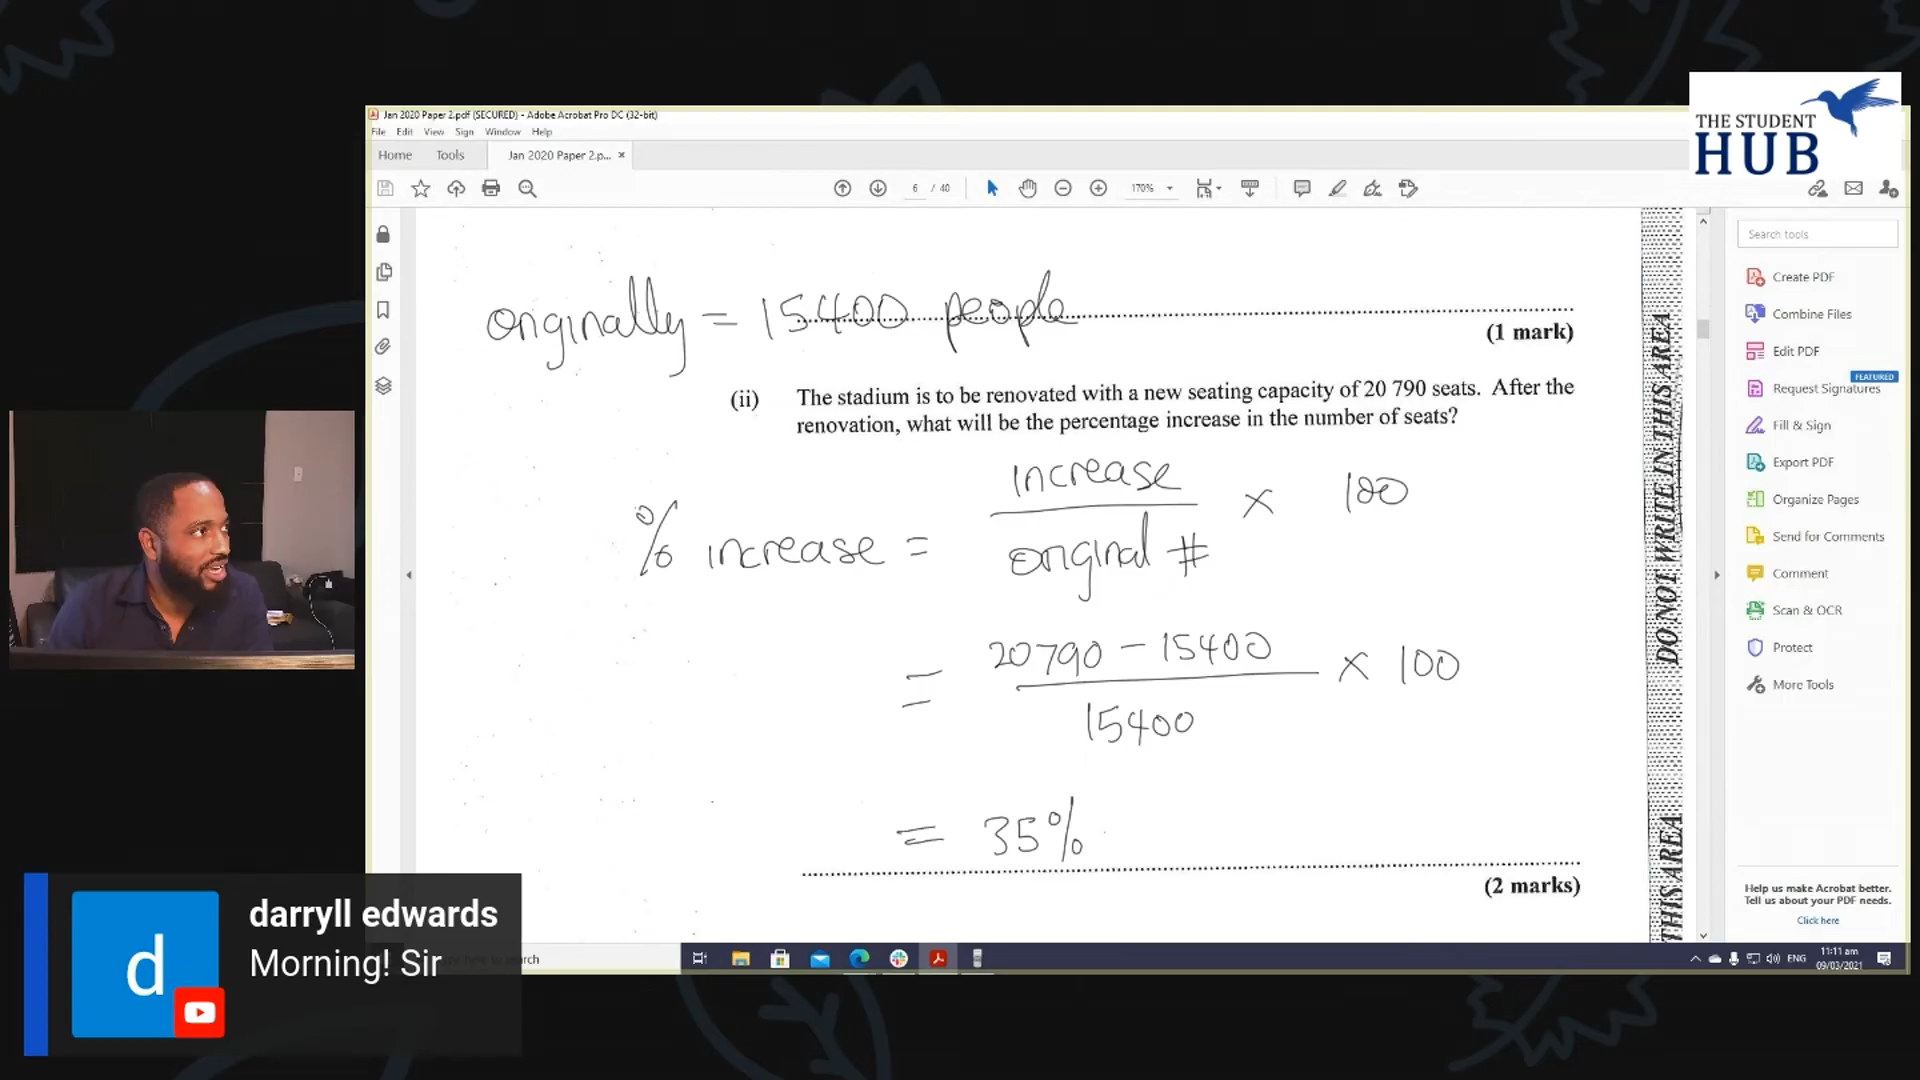 THE STUDENT
HUB
Jan 2020 Paper 2.pdf (SECURED) - Adobe Acrobat Pro DC (32-bit)
File Edit View Sign Window Help
Home Tools Jan 2020 Paper 2.p... ×
6 / 40 170%
Search tools
Create PDF
Combine Files
Edit PDF
FEATURED
Request Signatures
Fill & Sign
Export PDF
Organize Pages
Send for Comments
Comment
Scan & OCR
Protect
More Tools
Help us make Acrobat better.
Tell us about your PDF needs.
Click here
originally = 15400 people
(1 mark)
(ii) The stadium is to be renovated with a new seating capacity of 20 790 seats. After the
renovation, what will be the percentage increase in the number of seats?
% increase = increase / original # × 100
= 20790 - 15400 / 15400 × 100
= 35%
(2 marks)
DO NOT WRITE IN THIS AREA
THIS AREA
darryll edwards
Morning! Sir
d
ENG
11:11 am
09/03/2021